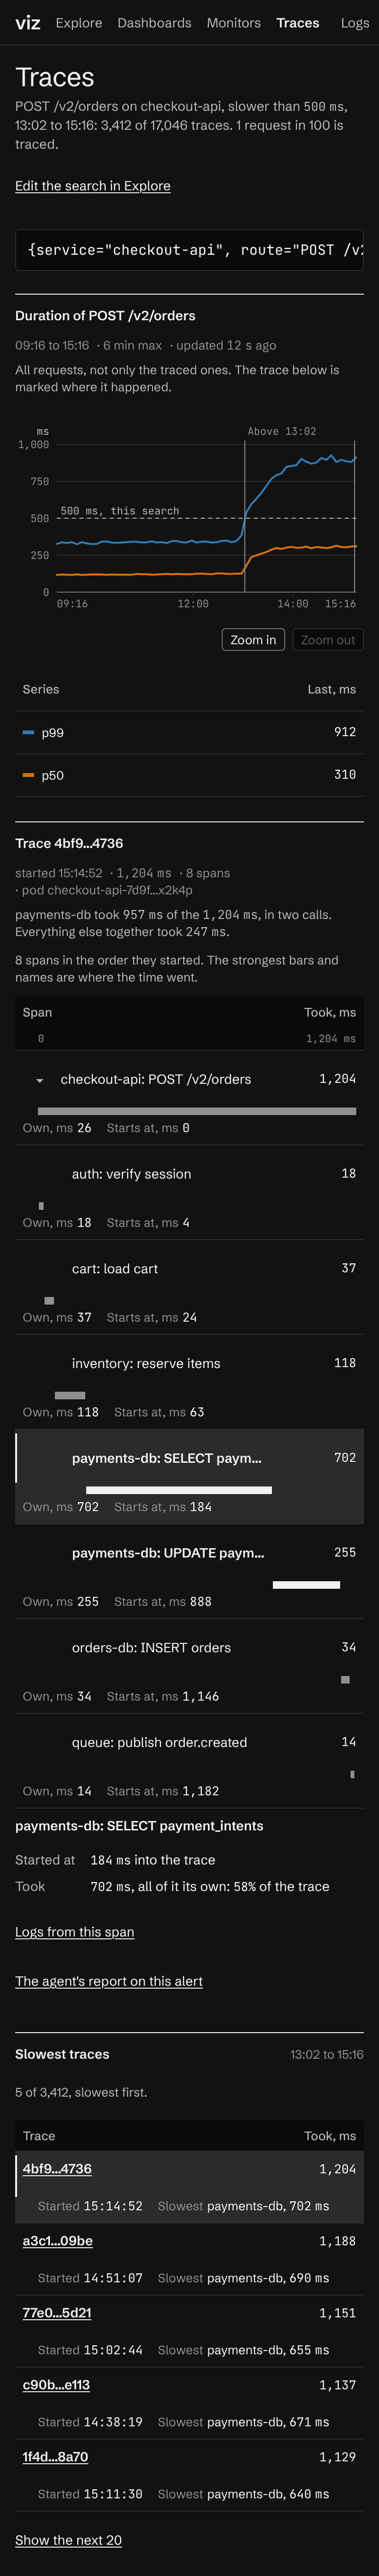 viz Explore Dashboards Monitors Traces Logs
Traces
POST /v2/orders on checkout-api, slower than 500 ms,
13:02 to 15:16: 3,412 of 17,046 traces. 1 request in 100 is
traced.
Edit the search in Explore
{service="checkout-api", route="POST /v2
Duration of POST /v2/orders
09:16 to 15:16 · 6 min max · updated 12 s ago
All requests, not only the traced ones. The trace below is
marked where it happened.
ms
Above 13:02
1,000
750
500 ms, this search
500
250
0
09:16 12:00 14:00 15:16
Zoom in Zoom out
Series Last, ms
p99 912
p50 310
Trace 4bf9…4736
started 15:14:52 · 1,204 ms · 8 spans
· pod checkout-api-7d9f…x2k4p
payments-db took 957 ms of the 1,204 ms, in two calls.
Everything else together took 247 ms.
8 spans in the order they started. The strongest bars and
names are where the time went.
Span Took, ms
0 1,204 ms
checkout-api: POST /v2/orders 1,204
Own, ms 26 Starts at, ms 0
auth: verify session 18
Own, ms 18 Starts at, ms 4
cart: load cart 37
Own, ms 37 Starts at, ms 24
inventory: reserve items 118
Own, ms 118 Starts at, ms 63
payments-db: SELECT paym… 702
Own, ms 702 Starts at, ms 184
payments-db: UPDATE paym… 255
Own, ms 255 Starts at, ms 888
orders-db: INSERT orders 34
Own, ms 34 Starts at, ms 1,146
queue: publish order.created 14
Own, ms 14 Starts at, ms 1,182
payments-db: SELECT payment_intents
Started at 184 ms into the trace
Took 702 ms, all of it its own: 58% of the trace
Logs from this span
The agent's report on this alert
Slowest traces 13:02 to 15:16
5 of 3,412, slowest first.
Trace Took, ms
4bf9…4736 1,204
Started 15:14:52 Slowest payments-db, 702 ms
a3c1…09be 1,188
Started 14:51:07 Slowest payments-db, 690 ms
77e0…5d21 1,151
Started 15:02:44 Slowest payments-db, 655 ms
c90b…e113 1,137
Started 14:38:19 Slowest payments-db, 671 ms
1f4d…8a70 1,129
Started 15:11:30 Slowest payments-db, 640 ms
Show the next 20